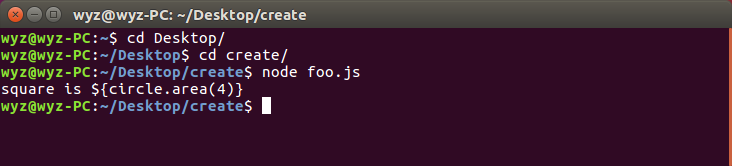 wyz@wyz-PC: ~/Desktop/create
wyz@wyz-PC:~$ cd Desktop/
wyz@wyz-PC:~/Desktop$ cd create/
wyz@wyz-PC:~/Desktop/create$ node foo.js
square is ${circle.area(4)}
wyz@wyz-PC:~/Desktop/create$